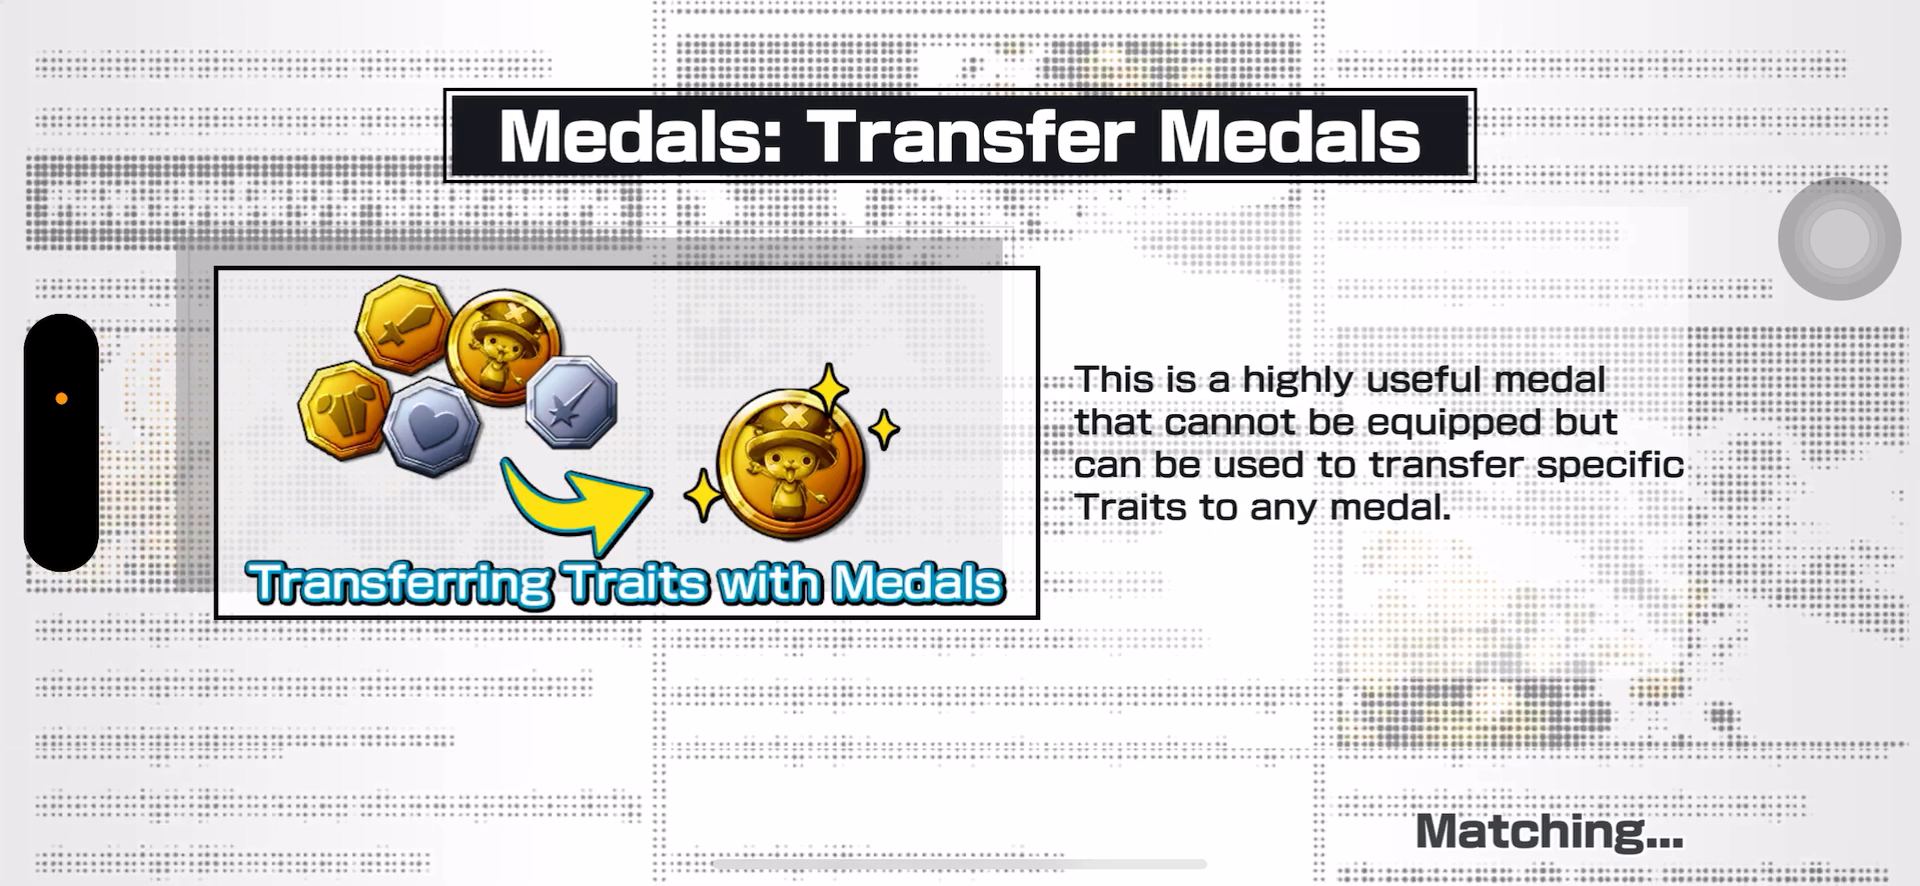 Medals: Transfer Medals
This is a highly useful medal
that cannot be equipped but
can be used to transfer specific
Traits to any medal.
Transferring Traits with Medals
Matching...